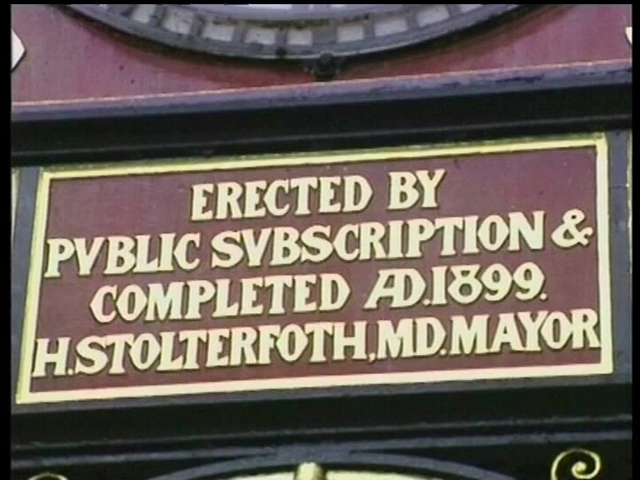 ERECTED BY
PVBLIC SVBSCRIPTION &
COMPLETED AD.1899.
H.STOLTERFOTH,MD.MAYOR